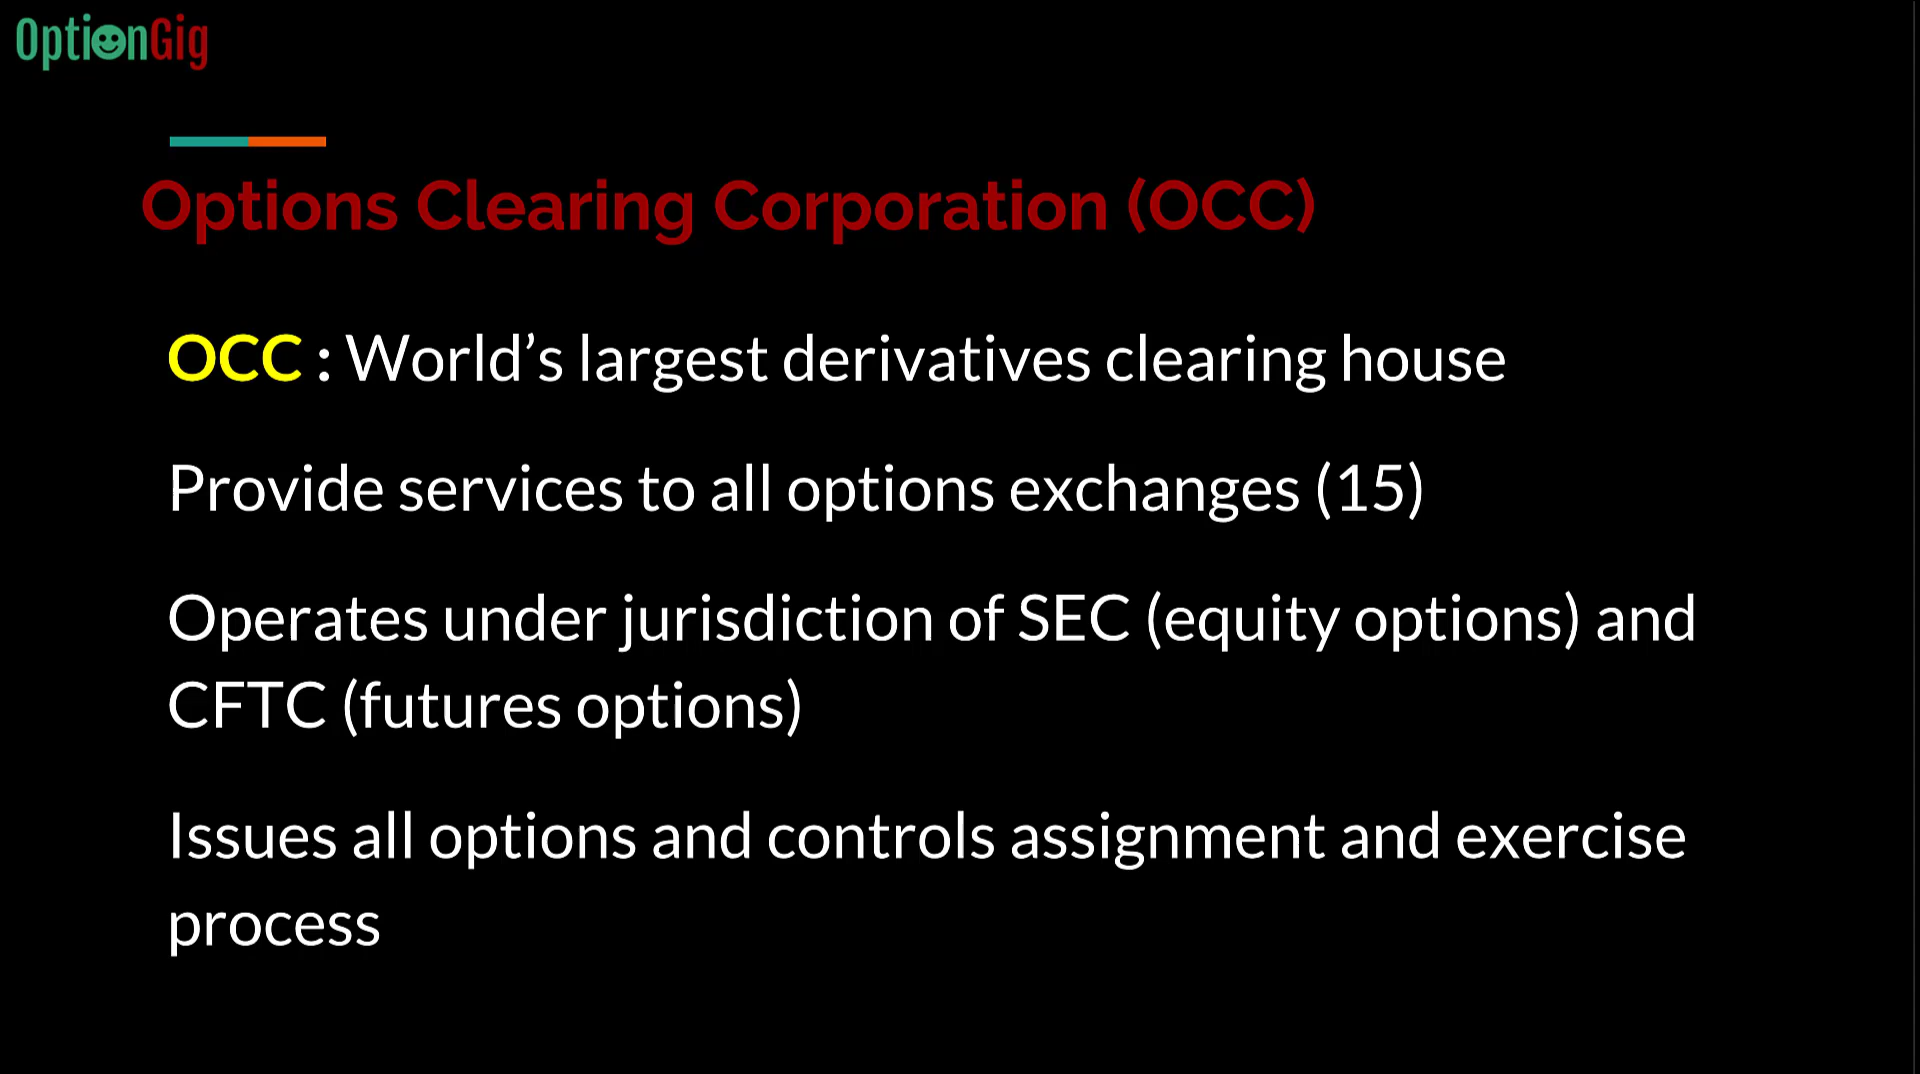 OptionGig
Options Clearing Corporation (OCC)
OCC : World’s largest derivatives clearing house
Provide services to all options exchanges (15)
Operates under jurisdiction of SEC (equity options) and
CFTC (futures options)
Issues all options and controls assignment and exercise
process